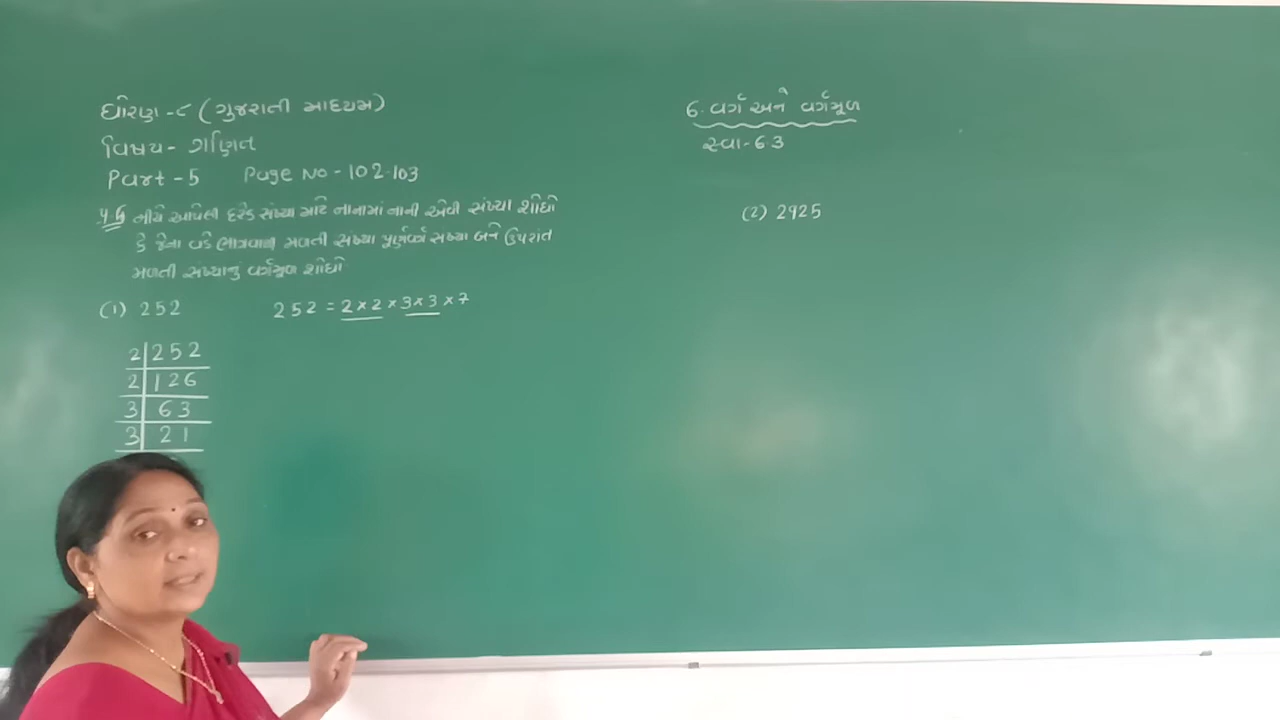 ધોરણ -૮ (ગુજરાતી માધ્યમ)
વિષય - ગણિત
Part - 5 Page No - 102.103
પ્ર.6 નીચે આપેલી દરેક સંખ્યા માટે નાનામાં નાની એવી સંખ્યા શોધો
કે જેના વડે ભાગવાથી મળતી સંખ્યા પૂર્ણવર્ગ સંખ્યા બને ઉપરાંત
મળતી સંખ્યાનું વર્ગમૂળ શોધો
(1) 252 252 = 2 × 2 × 3 × 3 × 7
2 252
2 126
3 63
3 21
6. વર્ગ અને વર્ગમૂળ
સ્વા - 6.3
(2) 2925